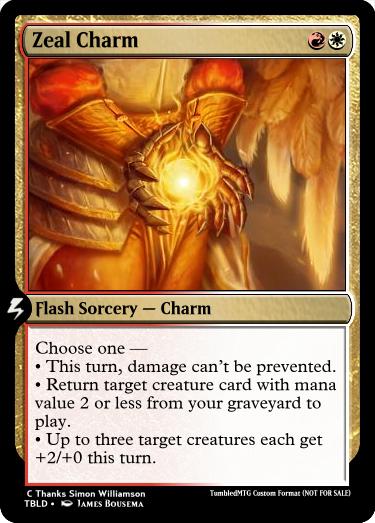 Zeal Charm
Flash Sorcery — Charm
Choose one —
• This turn, damage can't be prevented.
• Return target creature card with mana
value 2 or less from your graveyard to
play.
• Up to three target creatures each get
+2/+0 this turn.
C Thanks Simon Williamson
TBLD • James Bousema
TumbledMTG Custom Format (NOT FOR SALE)